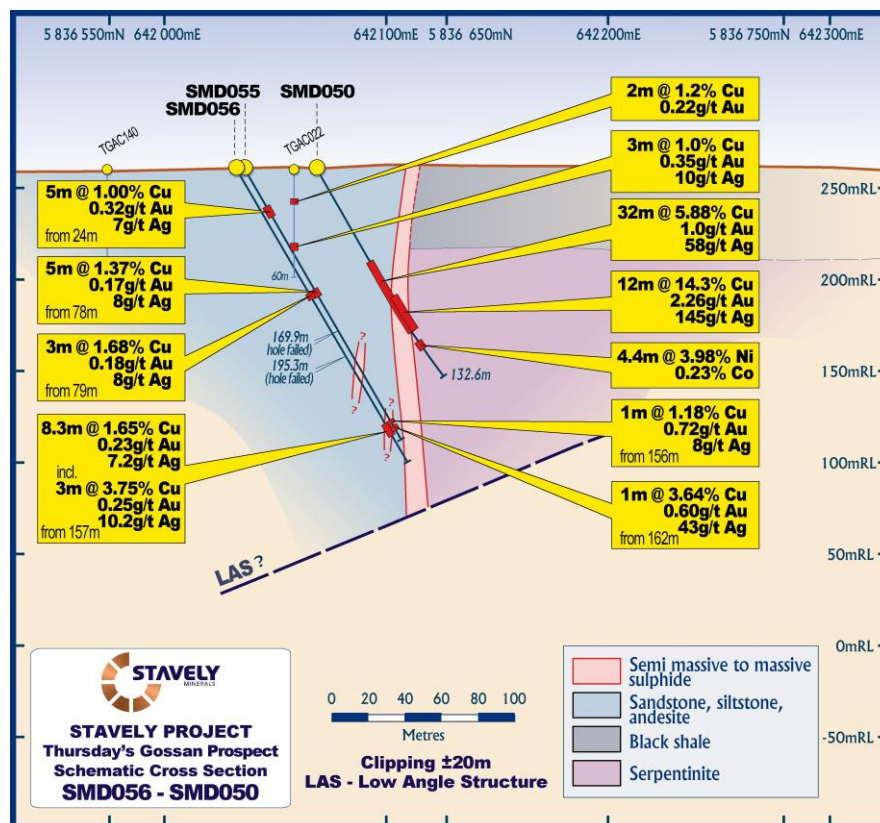 5 836 550mN 642 000mE 642 100mE 5 836 650mN 642 200mE 5 836 750mN 642 300mE
SMD055
SMD056
SMD050
TGAC140
TGAC022
2m @ 1.2% Cu
0.22g/t Au
3m @ 1.0% Cu
0.35g/t Au
10g/t Ag
32m @ 5.88% Cu
1.0g/t Au
58g/t Ag
12m @ 14.3% Cu
2.26g/t Au
145g/t Ag
4.4m @ 3.98% Ni
0.23% Co
1m @ 1.18% Cu
0.72g/t Au
8g/t Ag
from 156m
1m @ 3.64% Cu
0.60g/t Au
43g/t Ag
from 162m
5m @ 1.00% Cu
0.32g/t Au
7g/t Ag
from 24m
5m @ 1.37% Cu
0.17g/t Au
8g/t Ag
from 78m
3m @ 1.68% Cu
0.18g/t Au
8g/t Ag
from 79m
8.3m @ 1.65% Cu
0.23g/t Au
7.2g/t Ag
incl.
3m @ 3.75% Cu
0.25g/t Au
10.2g/t Ag
from 157m
60m
169.9m
hole failed)
195.3m
(hole failed)
132.6m
?
?
?
?
?
LAS ?
250mRL
200mRL
150mRL
100mRL
50mRL
0mRL
-50mRL
STAVELY
MINERALS
STAVELY PROJECT
Thursday's Gossan Prospect
Schematic Cross Section
SMD056 - SMD050
0 20 40 60 80 100
Metres
Clipping ±20m
LAS - Low Angle Structure
Semi massive to massive
sulphide
Sandstone, siltstone,
andesite
Black shale
Serpentinite